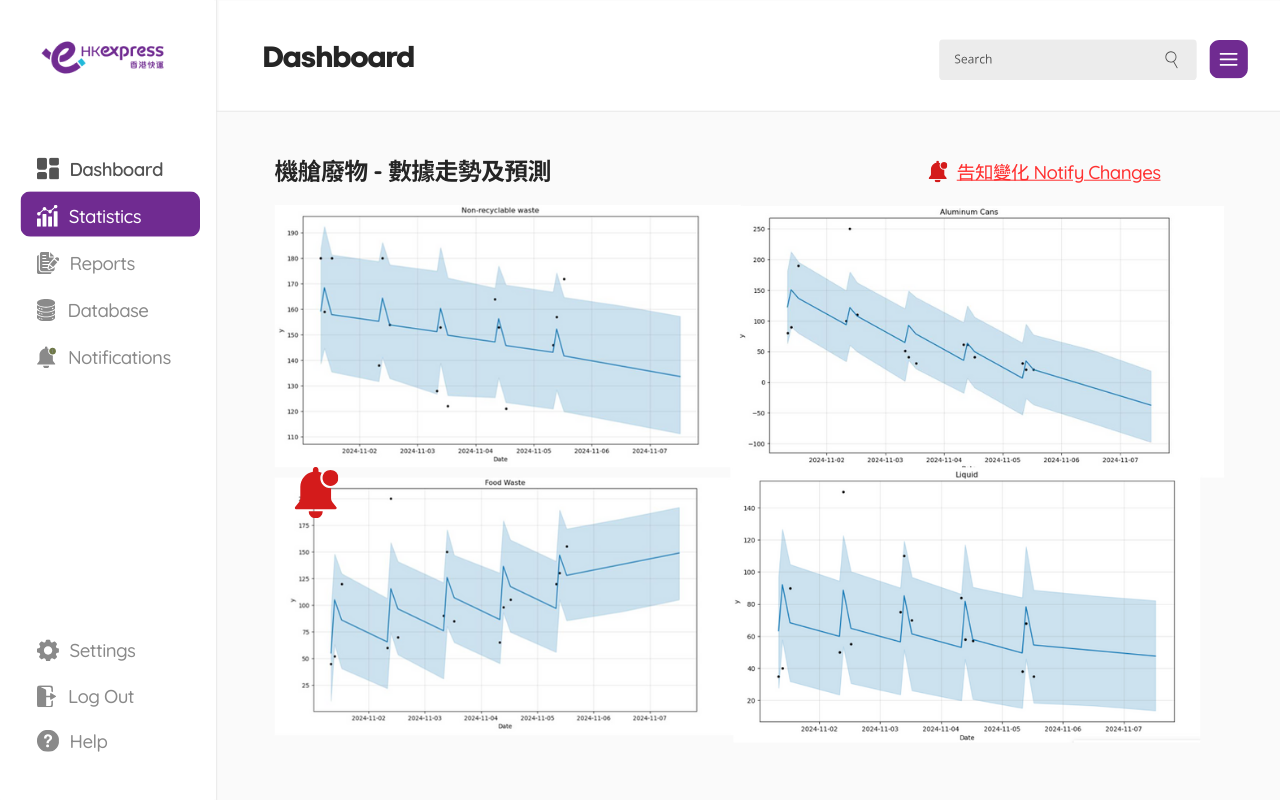 HKexpress
香港快運
Dashboard
Search
Dashboard
Statistics
Reports
Database
Notifications
Settings
Log Out
Help
機艙廢物 - 數據走勢及預測
告知變化 Notify Changes
Non-recyclable waste
190
180
170
160
150
140
130
120
110
y
2024-11-02 2024-11-03 2024-11-04 2024-11-05 2024-11-06 2024-11-07
Date
Aluminum Cans
250
200
150
100
50
0
−50
−100
y
2024-11-02 2024-11-03 2024-11-04 2024-11-05 2024-11-06 2024-11-07
Food Waste
175
150
125
100
75
50
25
y
2024-11-02 2024-11-03 2024-11-04 2024-11-05 2024-11-06 2024-11-07
Date
Liquid
140
120
100
80
60
40
20
y
2024-11-02 2024-11-03 2024-11-04 2024-11-05 2024-11-06 2024-11-07
Date